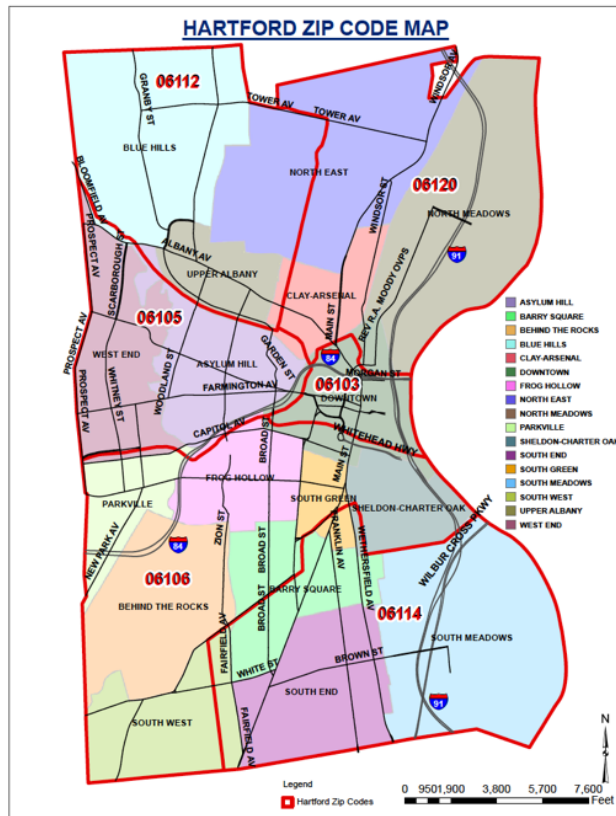 HARTFORD ZIP CODE MAP
06112
GRANBY ST
TOWER AV
TOWER AV
WINDSOR AV
BLUE HILLS
NORTH EAST
BLOOMFIELD AV
PROSPECT AV
SCARBOROUGH ST
ALBANY AV
UPPER ALBANY
WINDSOR ST
06120
NORTH MEADOWS
91
CLAY-ARSENAL
MAIN ST
REV R.A. MOODY OVPS
06105
WEST END
PROSPECT AV
PROSPECT AV
WHITNEY ST
WOODLAND ST
ASYLUM HILL
GARDEN ST
84
MORGAN ST
06103
DOWNTOWN
FARMINGTON AV
CAPITOL AV
BROAD ST
WHITEHEAD HWY
MAIN ST
FROG HOLLOW
PARKVILLE
SOUTH GREEN
SHELDON-CHARTER OAK
NEW PARK AV
84
ZION ST
BROAD ST
BROAD ST
FRANKLIN AV
WETHERSFIELD AV
WILBUR CROSS PKWY
06106
BEHIND THE ROCKS
BARRY SQUARE
06114
FAIRFIELD AV
SOUTH MEADOWS
WHITE ST
BROWN ST
SOUTH END
SOUTH WEST
FAIRFIELD AV
91
ASYLUM HILL
BARRY SQUARE
BEHIND THE ROCKS
BLUE HILLS
CLAY-ARSENAL
DOWNTOWN
FROG HOLLOW
NORTH EAST
NORTH MEADOWS
PARKVILLE
SHELDON-CHARTER OAK
SOUTH END
SOUTH GREEN
SOUTH MEADOWS
SOUTH WEST
UPPER ALBANY
WEST END
N
Legend
Hartford Zip Codes
0 950 1,900 3,800 5,700 7,600
Feet